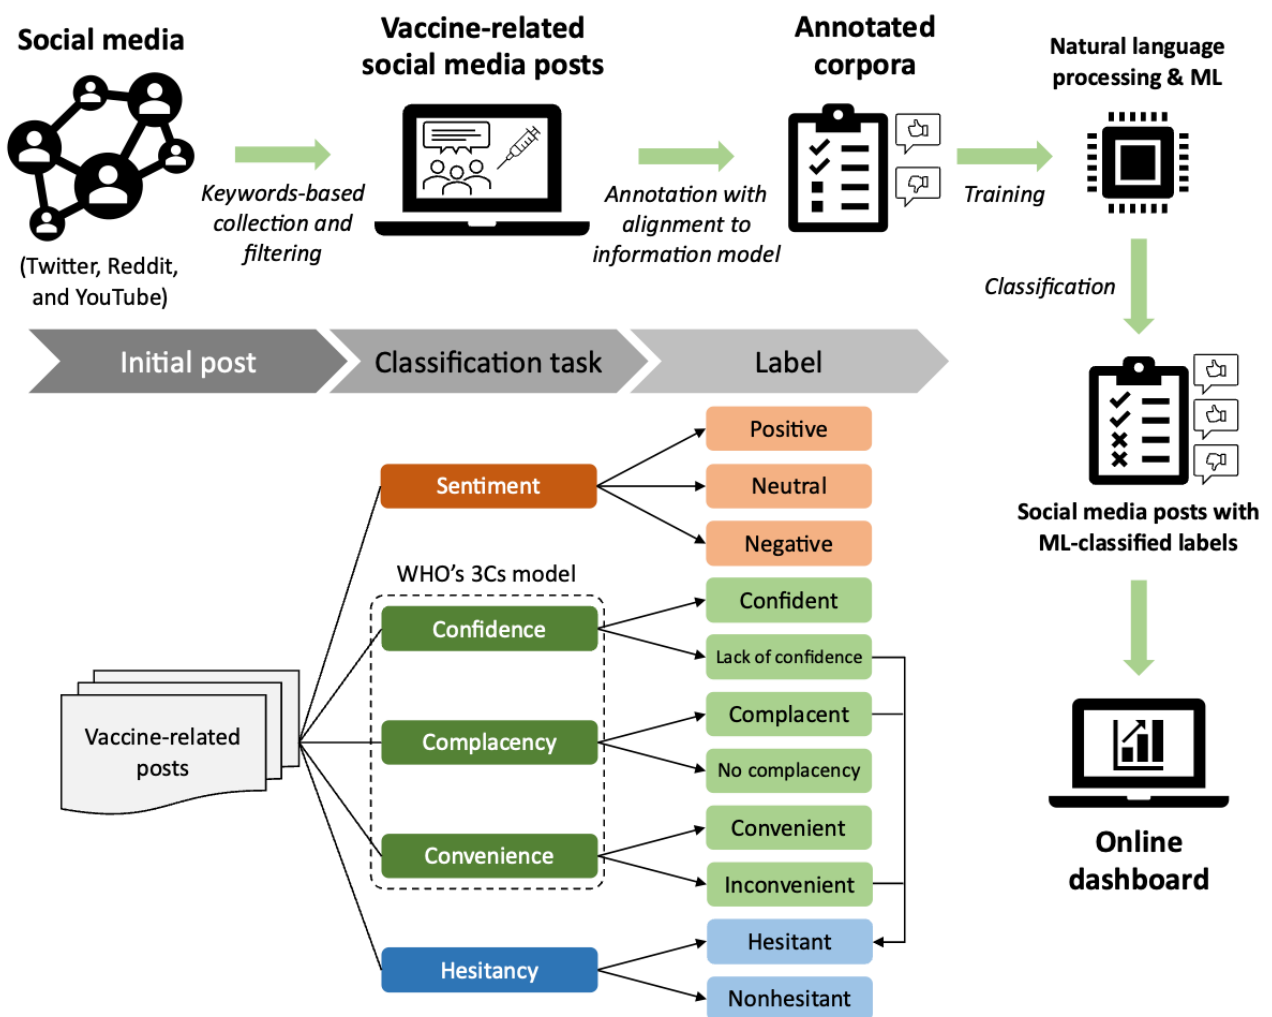 Social media
(Twitter, Reddit,
and YouTube)
Keywords-based
collection and
filtering
Vaccine-related
social media posts
Annotation with
alignment to
information model
Annotated
corpora
Training
Natural language
processing & ML
Classification
Social media posts with
ML-classified labels
Online
dashboard
Initial post
Classification task
Label
Vaccine-related
posts
Sentiment
Positive
Neutral
Negative
WHO's 3Cs model
Confidence
Confident
Lack of confidence
Complacency
Complacent
No complacency
Convenience
Convenient
Inconvenient
Hesitancy
Hesitant
Nonhesitant